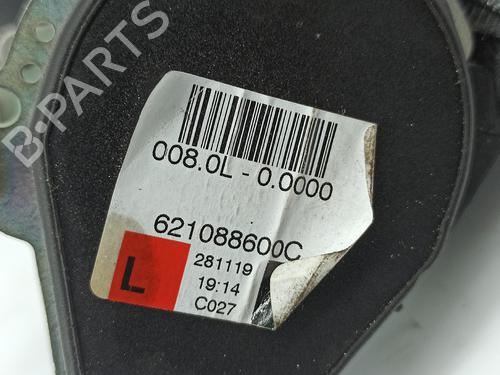 B-PARTS
008.0L - 0.0000
621088600C
L
281119
19:14
C027